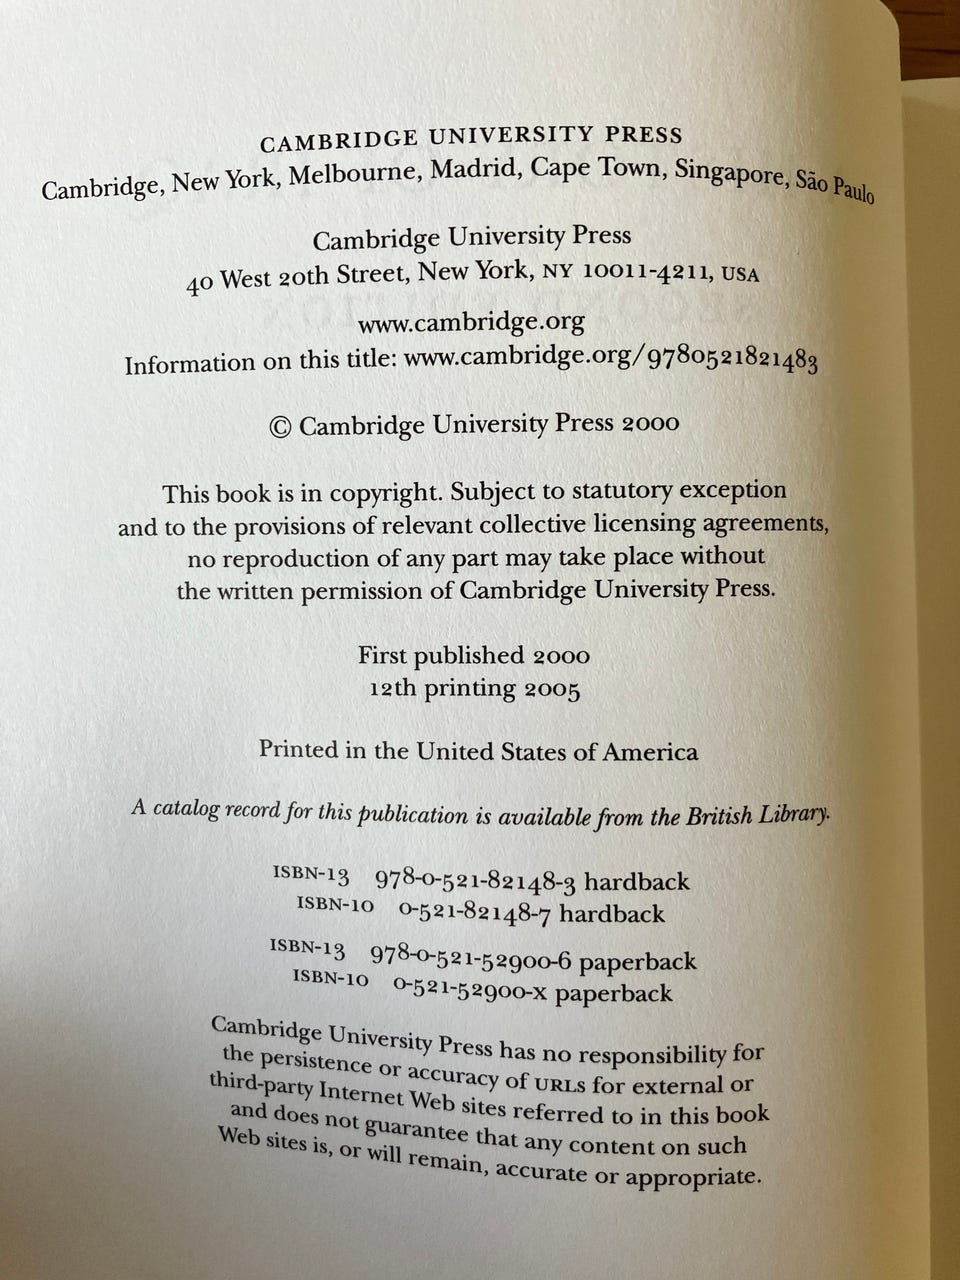 CAMBRIDGE UNIVERSITY PRESS
Cambridge, New York, Melbourne, Madrid, Cape Town, Singapore, São Paulo
Cambridge University Press
40 West 20th Street, New York, NY 10011-4211, USA
www.cambridge.org
Information on this title: www.cambridge.org/9780521821483
© Cambridge University Press 2000
This book is in copyright. Subject to statutory exception
and to the provisions of relevant collective licensing agreements,
no reproduction of any part may take place without
the written permission of Cambridge University Press.
First published 2000
12th printing 2005
Printed in the United States of America
A catalog record for this publication is available from the British Library.
ISBN-13 978-0-521-82148-3 hardback
ISBN-10 0-521-82148-7 hardback
ISBN-13 978-0-521-52900-6 paperback
ISBN-10 0-521-52900-x paperback
Cambridge University Press has no responsibility for
the persistence or accuracy of URLs for external or
third-party Internet Web sites referred to in this book
and does not guarantee that any content on such
Web sites is, or will remain, accurate or appropriate.